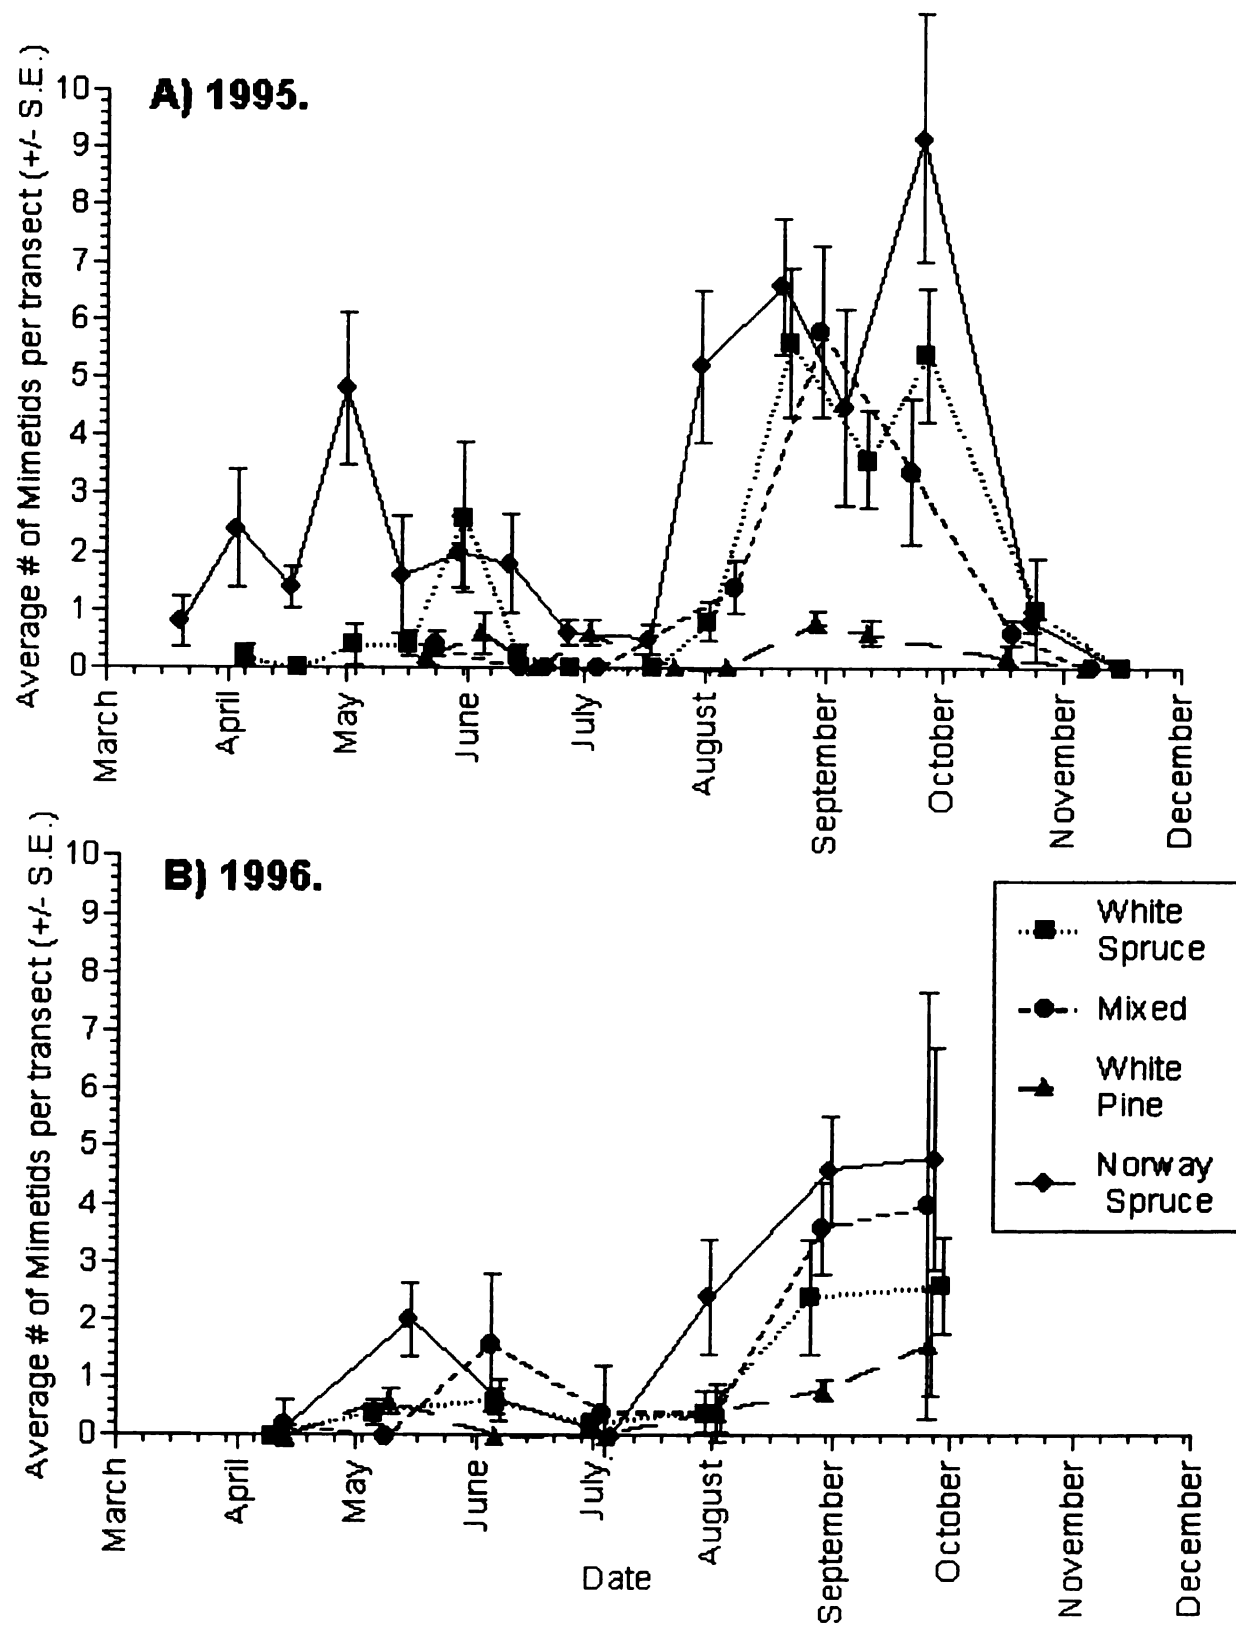 A) 1995.
Average # of Mimetids per transect (+/- S.E.)
10
9
8
7
6
5
4
3
2
1
0
March
April
May
June
July
August
September
October
November
December
B) 1996.
Average # of Mimetids per transect (+/- S.E.)
10
9
8
7
6
5
4
3
2
1
0
March
April
May
June
July
August
September
October
November
December
Date
White
Spruce
Mixed
White
Pine
Norway
Spruce